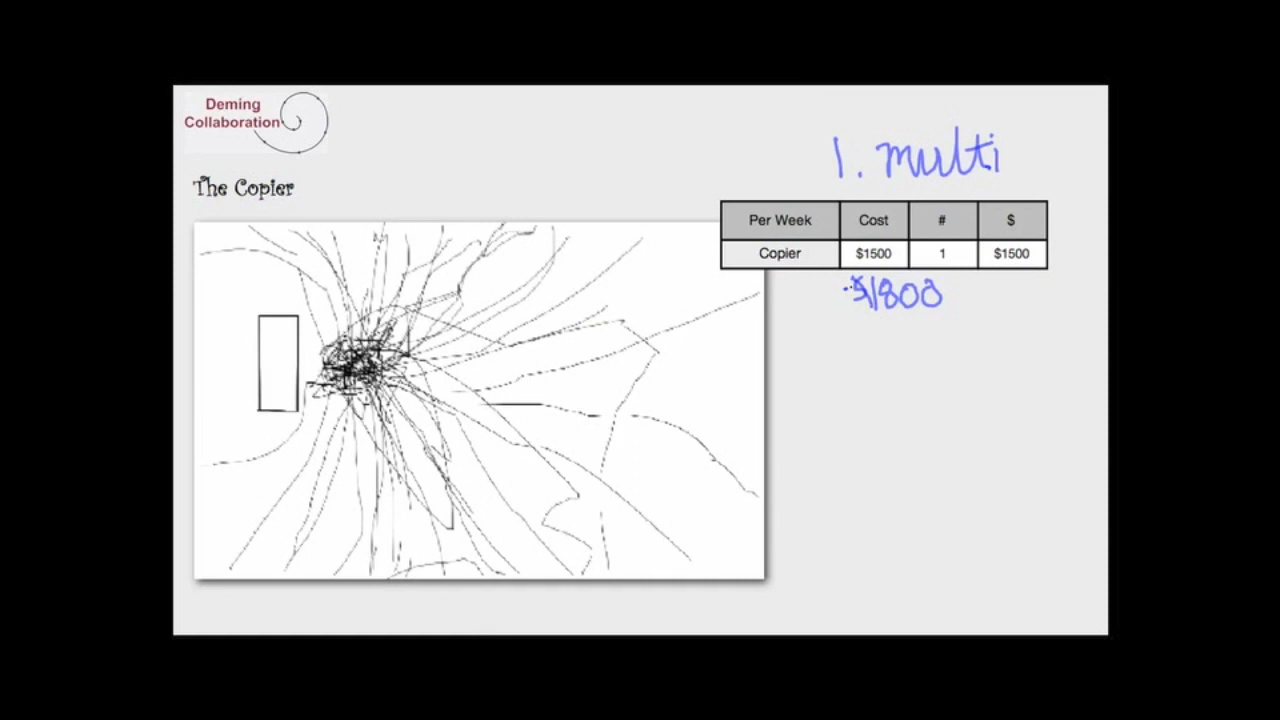 Deming
Collaboration
The Copier
1. multi
Per Week Cost # $
Copier $1500 1 $1500
$1800